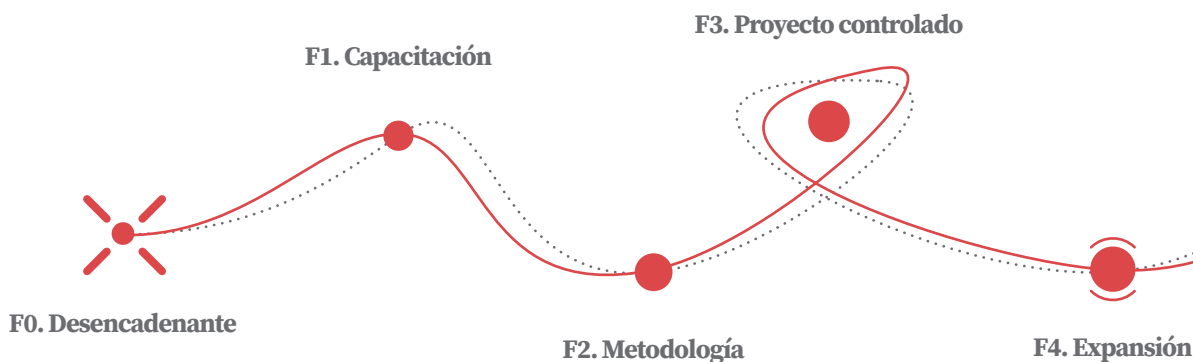 F0. Desencadenante
F1. Capacitación
F2. Metodología
F3. Proyecto controlado
F4. Expansión